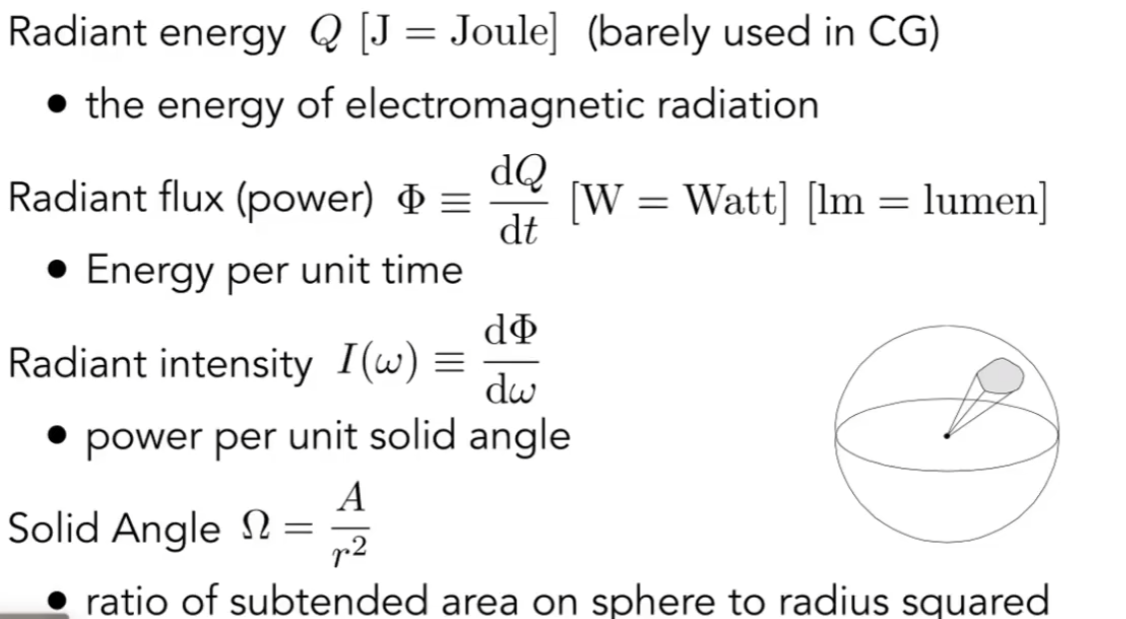 Radiant energy Q [J = Joule] (barely used in CG)
• the energy of electromagnetic radiation
Radiant flux (power) Φ ≡ dQ/dt [W = Watt] [lm = lumen]
• Energy per unit time
Radiant intensity I(ω) ≡ dΦ/dω
• power per unit solid angle
Solid Angle Ω = A/r²
• ratio of subtended area on sphere to radius squared